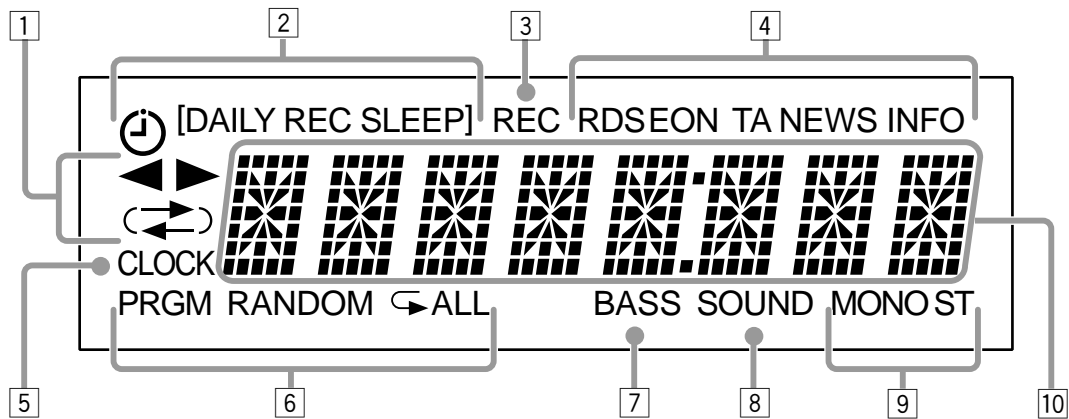 1 2 3 4
[DAILY REC SLEEP] REC RDS EON TA NEWS INFO
CLOCK
PRGM RANDOM ALL BASS SOUND MONO ST
5 6 7 8 9 10